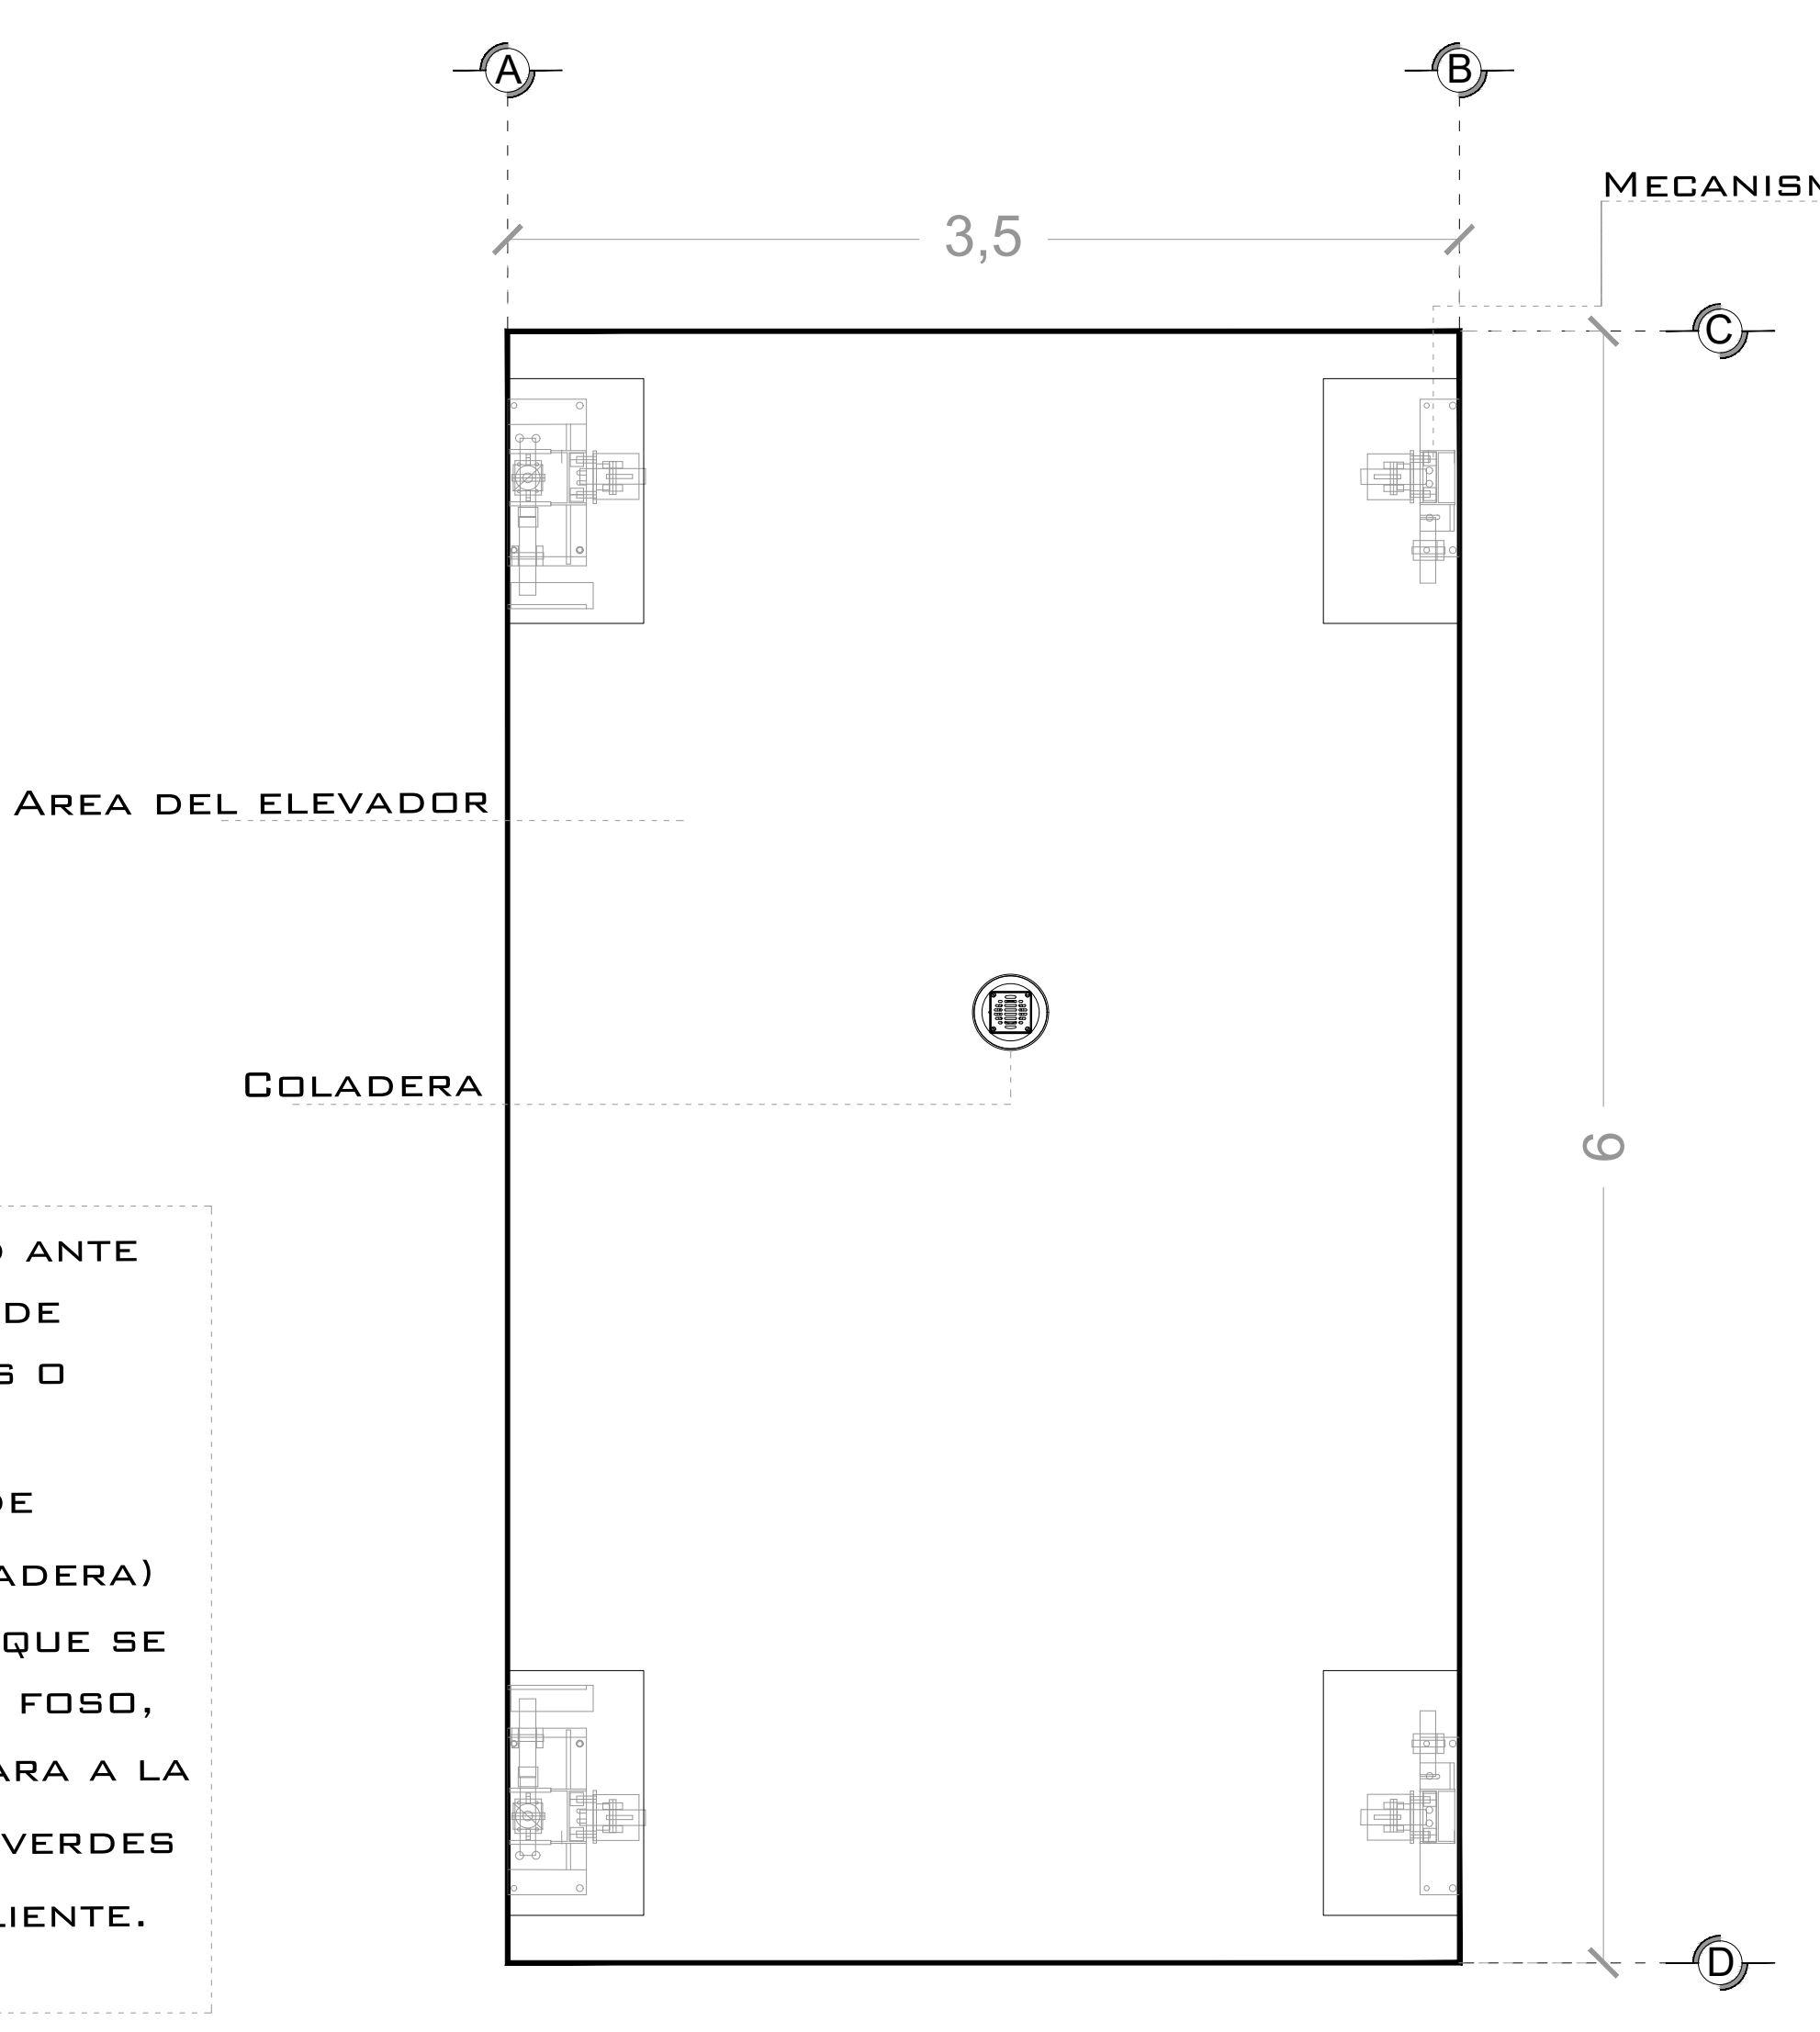 A
B
MECANISM
3,5
C
AREA DEL ELEVADOR
COLADERA
6
ANTE
DE
S O
DE
ADERA)
QUE SE
FOSO,
ARA A LA
VERDES
LIENTE.
D